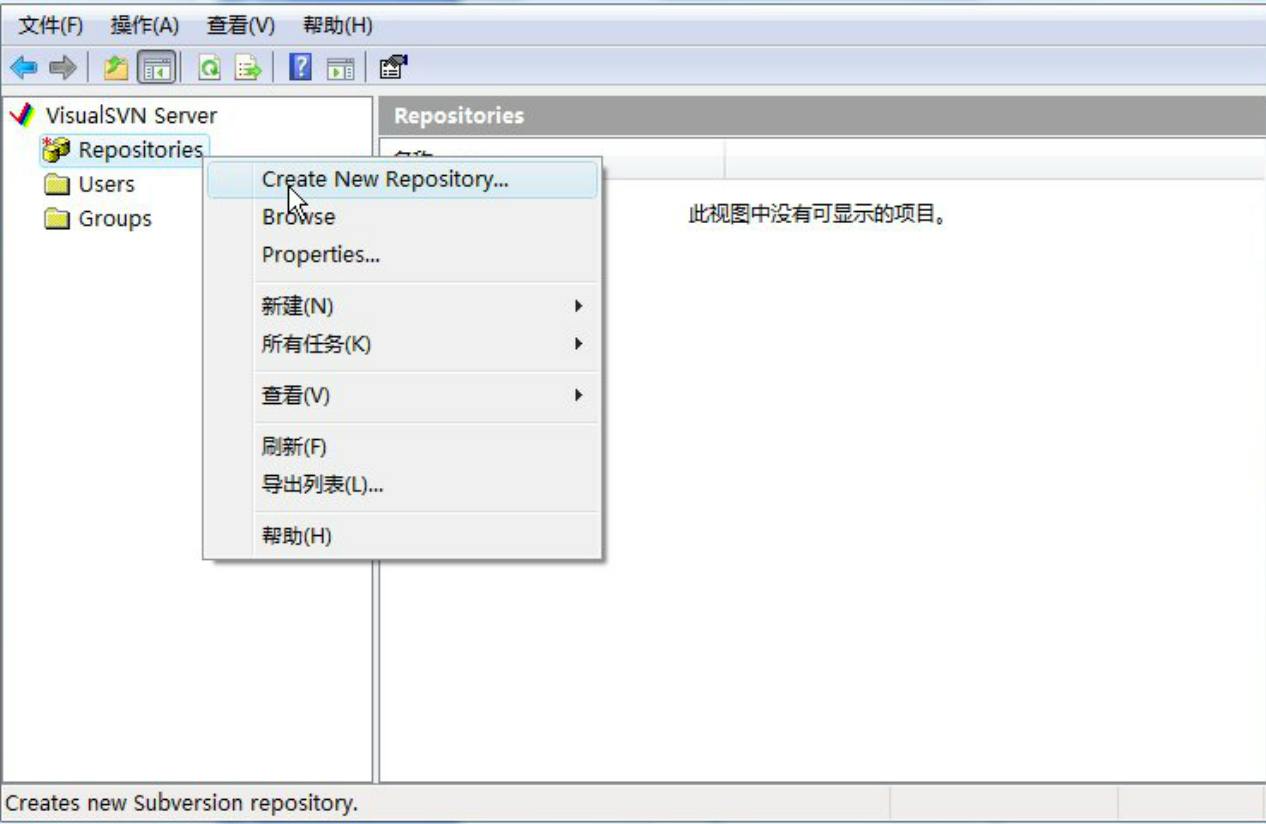 文件(F) 操作(A) 查看(V) 帮助(H)
VisualSVN Server
Repositories
Users
Groups
Repositories
Create New Repository...
Browse
Properties...
新建(N)
所有任务(K)
查看(V)
刷新(F)
导出列表(L)...
帮助(H)
此视图中没有可显示的项目。
Creates new Subversion repository.